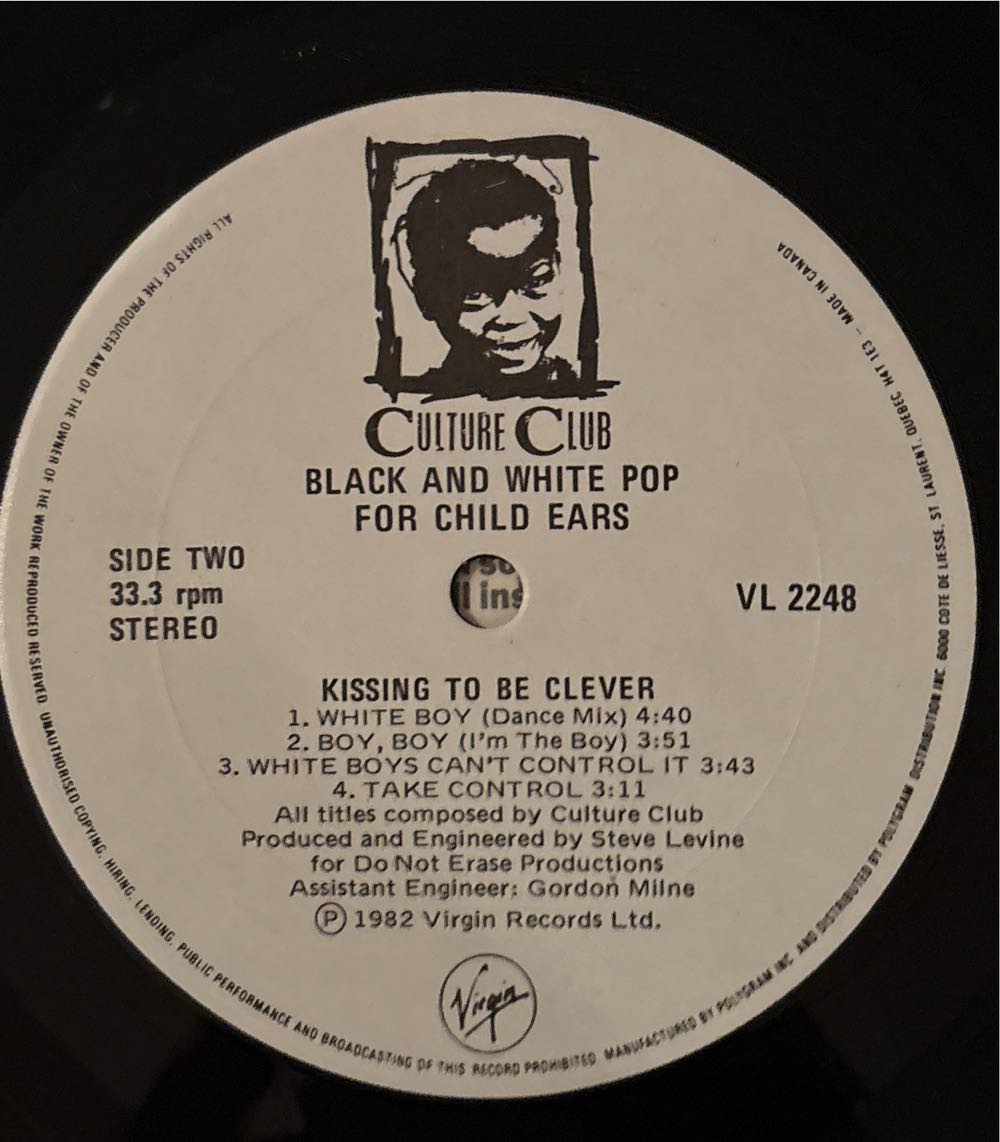 CULTURE CLUB
BLACK AND WHITE POP
FOR CHILD EARS
SIDE TWO
33.3 rpm
STEREO
VL 2248
KISSING TO BE CLEVER
1. WHITE BOY (Dance Mix) 4:40
2. BOY, BOY (I'm The Boy) 3:51
3. WHITE BOYS CAN'T CONTROL IT 3:43
4. TAKE CONTROL 3:11
All titles composed by Culture Club
Produced and Engineered by Steve Levine
for Do Not Erase Productions
Assistant Engineer: Gordon Milne
Ⓟ 1982 Virgin Records Ltd.
Virgin
ALL RIGHTS OF THE PRODUCER AND OF THE OWNER OF THE WORK REPRODUCED RESERVED UNAUTHORISED COPYING, HIRING, LENDING, PUBLIC PERFORMANCE AND BROADCASTING OF THIS RECORD PROHIBITED MANUFACTURED BY POLYGRAM INC. AND DISTRIBUTED BY POLYGRAM DISTRIBUTION INC. 6000 COTE DE LIESSE, ST LAURENT, QUEBEC H4T 1E3 – MADE IN CANADA